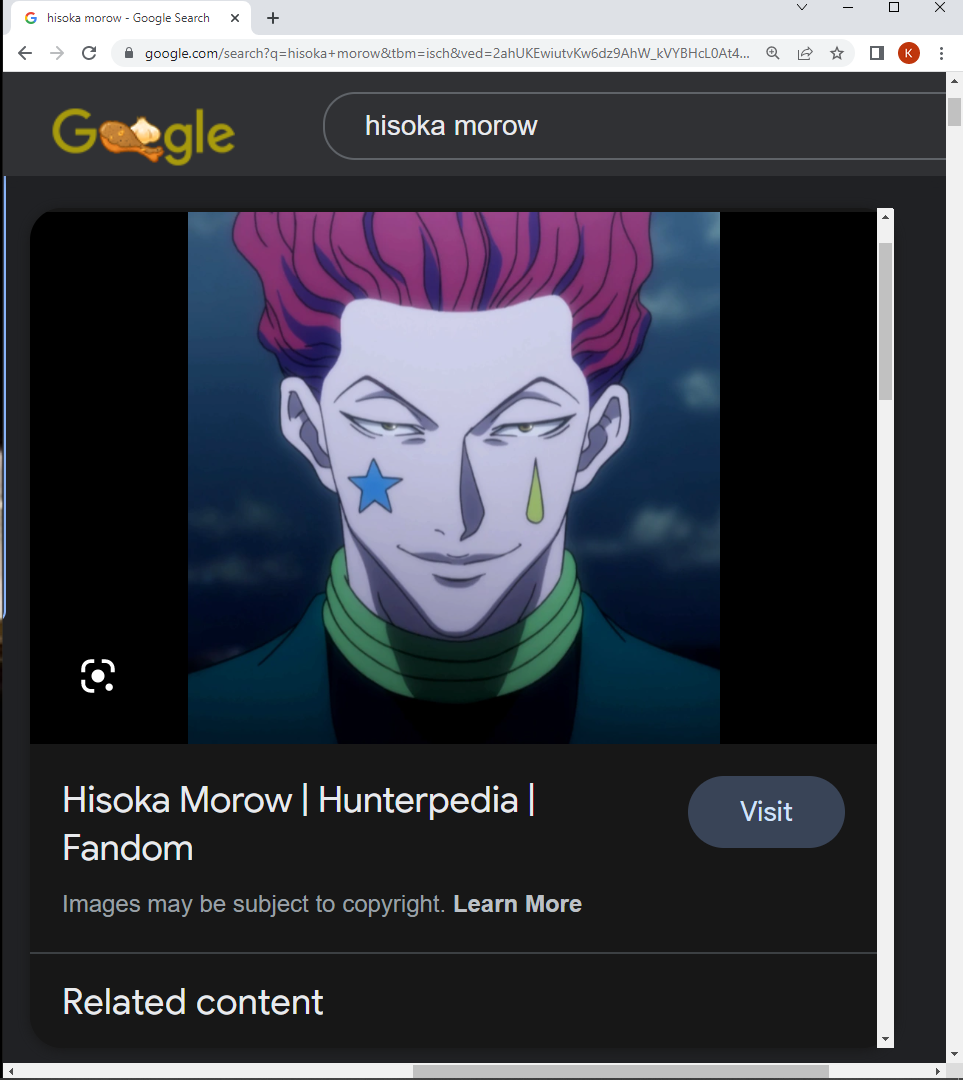 hisoka morow - Google Search
google.com/search?q=hisoka+morow&tbm=isch&ved=2ahUKEwiutvKw6dz9AhW_kVYBHcL0At4...
K
Google
hisoka morow
Hisoka Morow | Hunterpedia |
Fandom
Visit
Images may be subject to copyright. Learn More
Related content